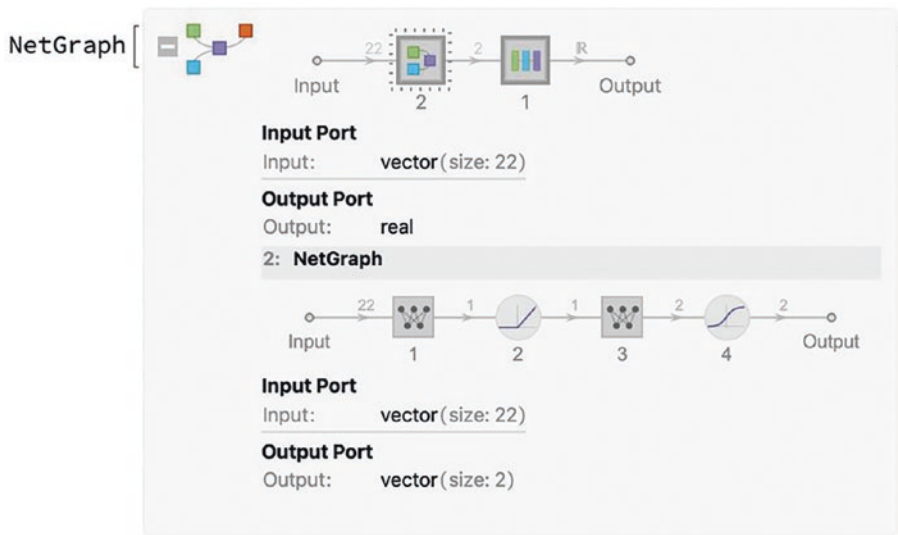 NetGraph
22 2 ℝ
Input Output
2 1
Input Port
Input: vector (size: 22)
Output Port
Output: real
2: NetGraph
22 1 1 2 2
Input Output
1 2 3 4
Input Port
Input: vector (size: 22)
Output Port
Output: vector (size: 2)